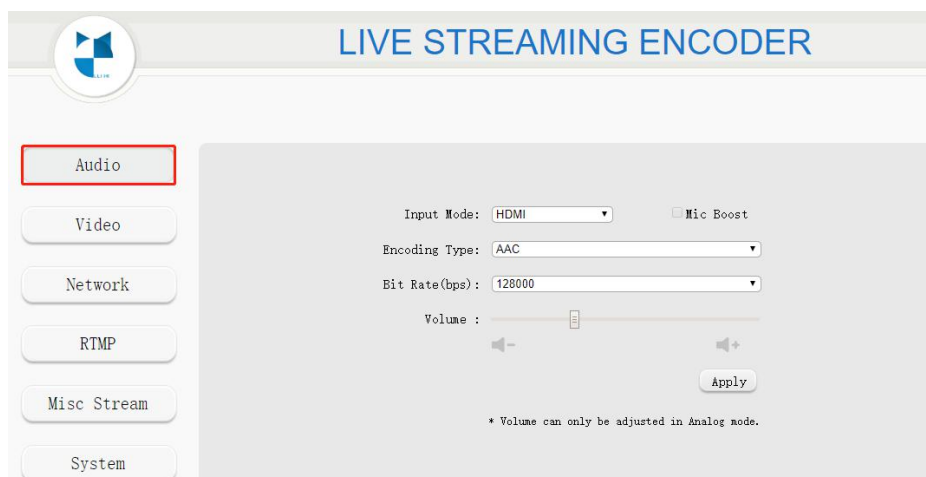 LIVE STREAMING ENCODER
Audio
Video
Network
RTMP
Misc Stream
System
Input Mode: HDMI Mic Boost
Encoding Type: AAC
Bit Rate(bps): 128000
Volume :
Apply
* Volume can only be adjusted in Analog mode.